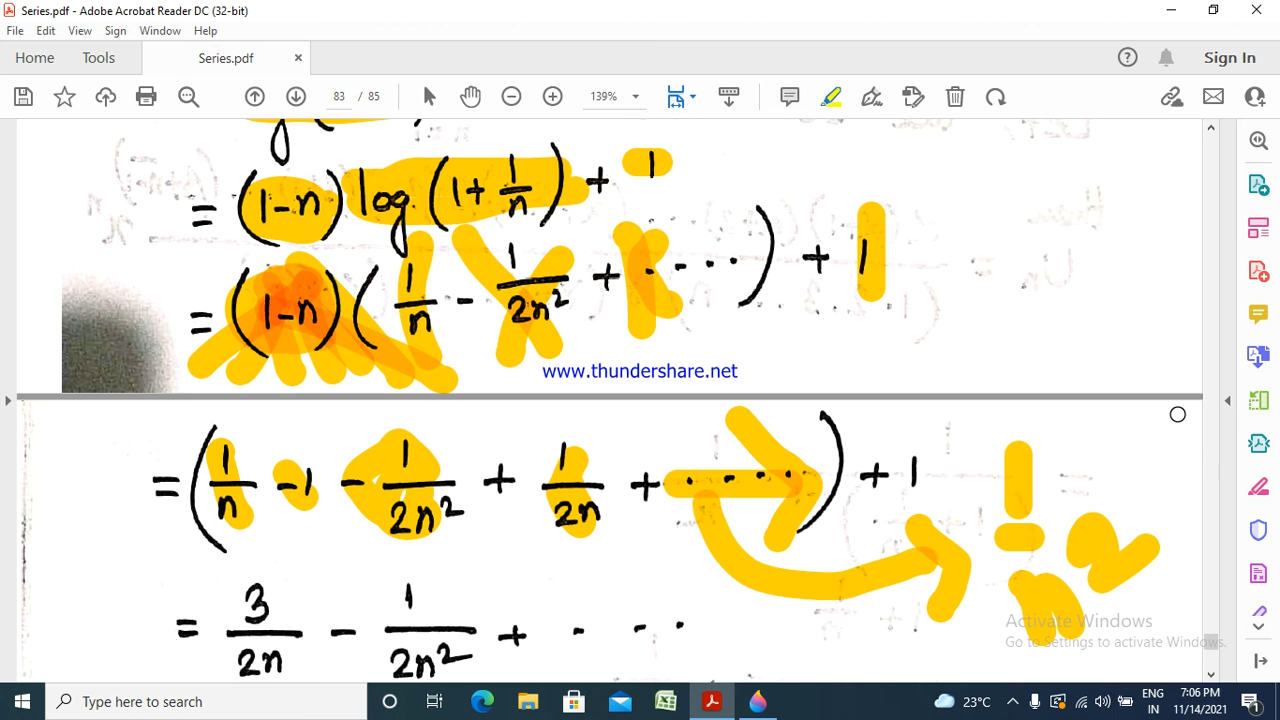 Series.pdf - Adobe Acrobat Reader DC (32-bit)
File Edit View Sign Window Help
Home Tools Series.pdf × Sign In
83 / 85 139%
= (1-n) log (1 + 1/n) + 1
= (1-n) ( 1/n - 1/2n² + ····) + 1
www.thundershare.net
= ( 1/n - 1 - 1/2n² + 1/2n + ····) + 1
1/n²
= 3/2n - 1/2n² + ···
Activate Windows
Go to Settings to activate Windows.
Type here to search
23°C
ENG
IN
7:06 PM
11/14/2021
1